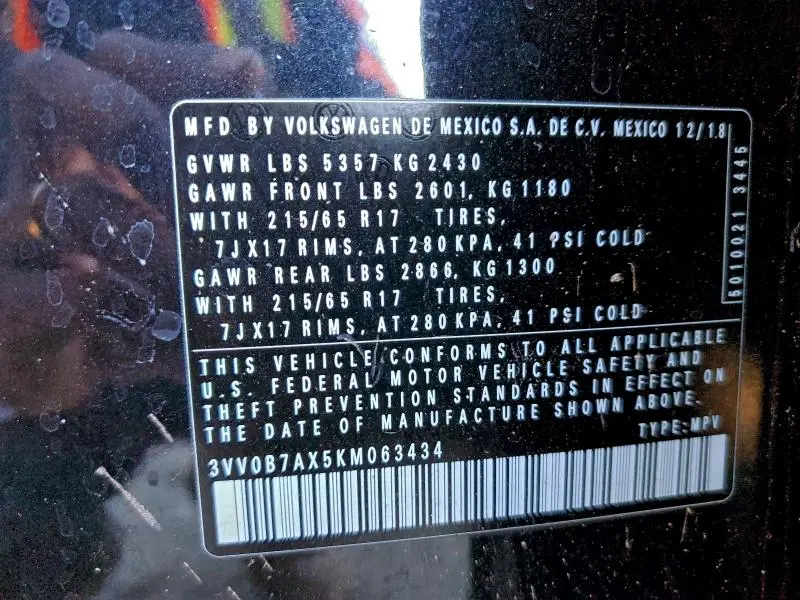 MFD BY VOLKSWAGEN DE MEXICO S.A. DE C.V. MEXICO 12/18
GVWR LBS 5357 KG 2430
GAWR FRONT LBS 2601, KG 1180
WITH 215/65 R17 TIRES,
7JX17 RIMS, AT 280 KPA, 41 PSI COLD
GAWR REAR LBS 2866, KG 1300
WITH 215/65 R17 TIRES,
7JX17 RIMS, AT 280 KPA, 41 PSI COLD
5010021 3445
THIS VEHICLE CONFORMS TO ALL APPLICABLE
U.S. FEDERAL MOTOR VEHICLE SAFETY AND
THEFT PREVENTION STANDARDS IN EFFECT ON
THE DATE OF MANUFACTURE SHOWN ABOVE.
TYPE:MPV
3VV0B7AX5KM063434